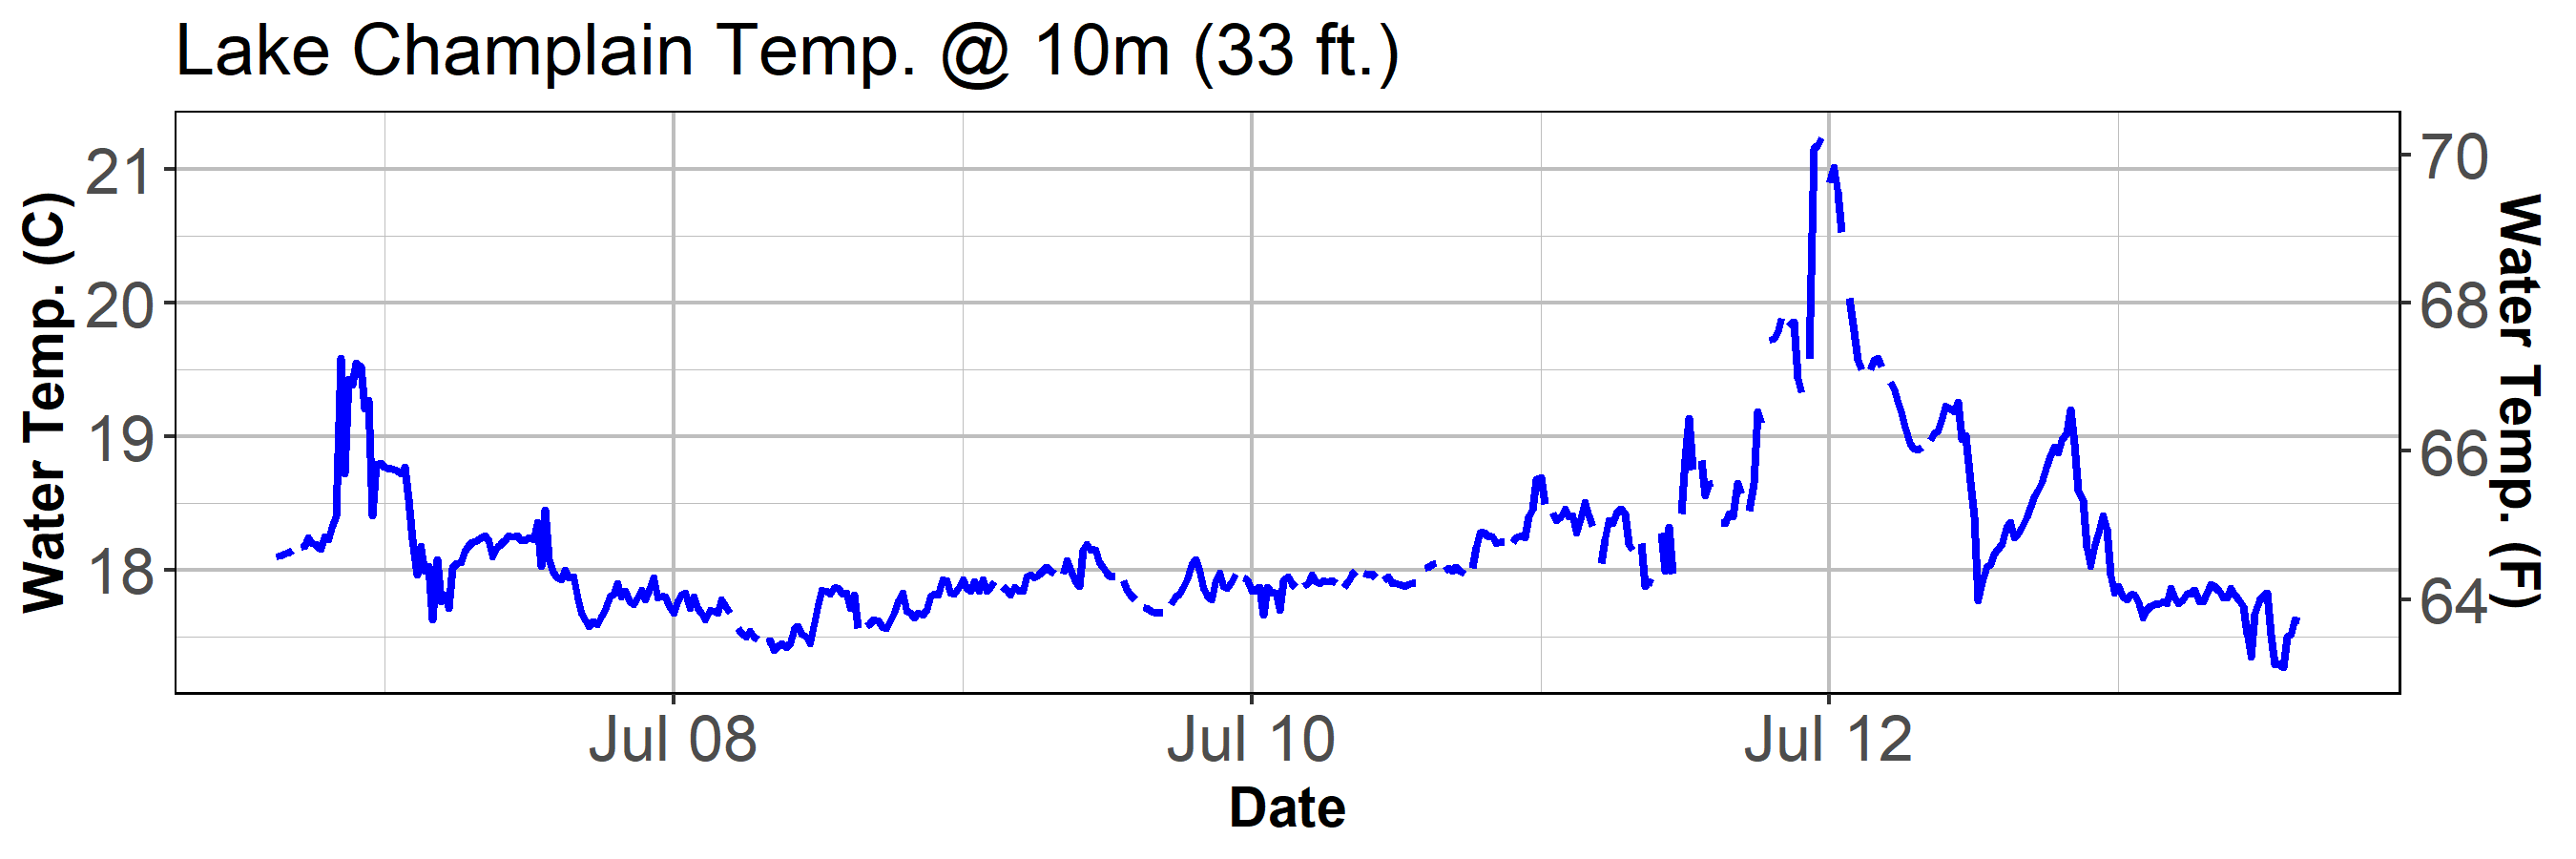 Lake Champlain Temp. @ 10m (33 ft.)
Water Temp. (C)
21
20
19
18
70
68
66
64
Water Temp. (F)
Jul 08
Jul 10
Jul 12
Date